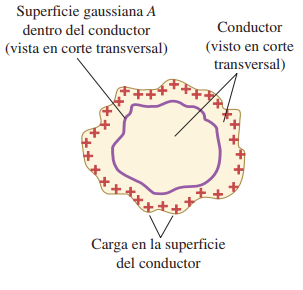 Superficie gaussiana A
dentro del conductor
(vista en corte transversal)
Conductor
(visto en corte
transversal)
Carga en la superficie
del conductor